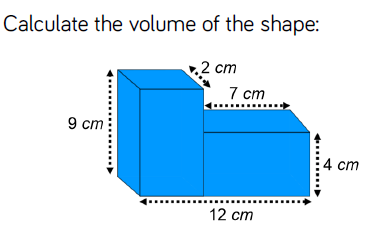 Calculate the volume of the shape:
2 cm
7 cm
9 cm
4 cm
12 cm